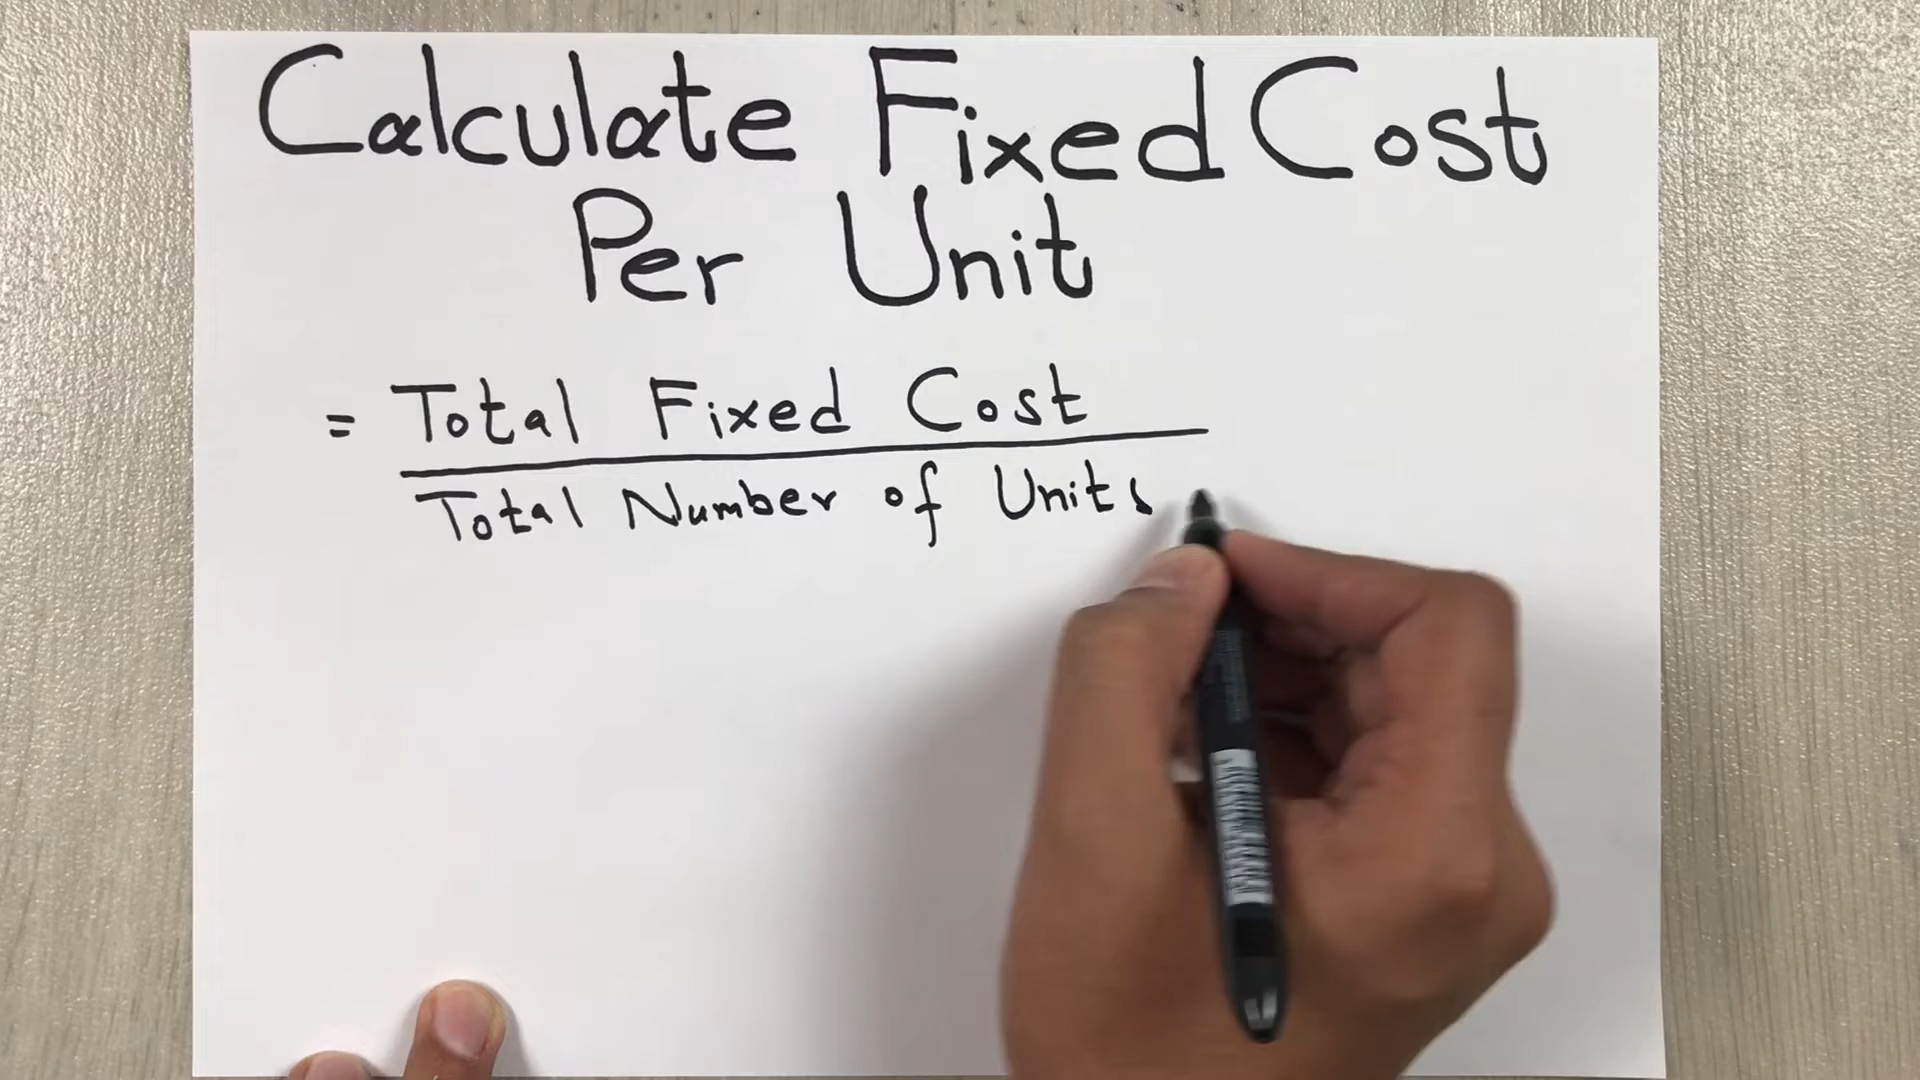 Calculate Fixed Cost
Per Unit
= Total Fixed Cost
Total Number of Units